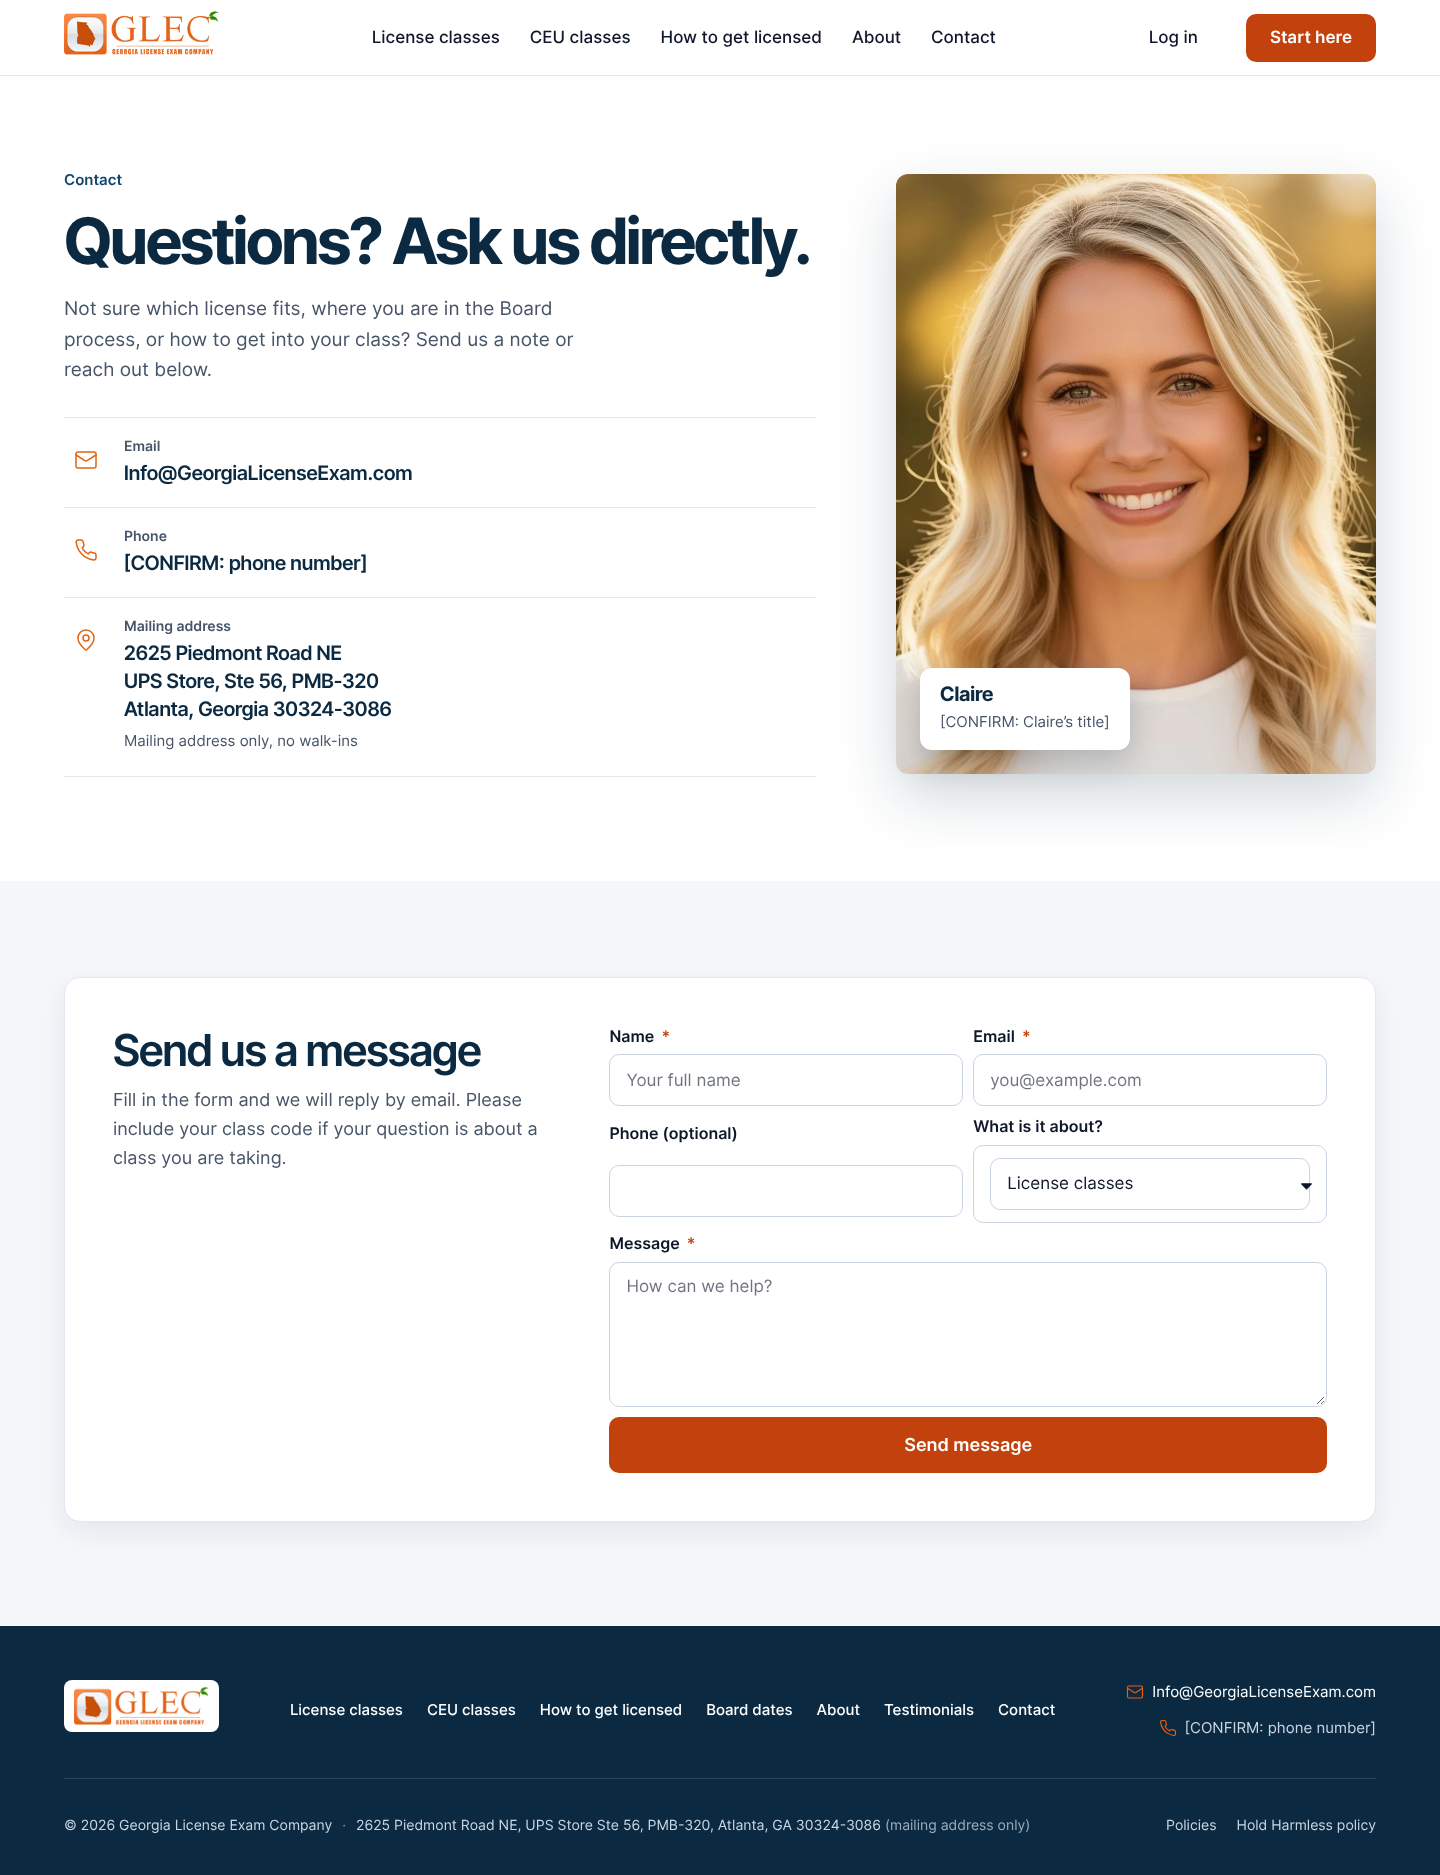 GLEC
GEORGIA LICENSE EXAM COMPANY
License classes
CEU classes
How to get licensed
About
Contact
Log in
Start here
Contact
Questions? Ask us directly.
Not sure which license fits, where you are in the Board
process, or how to get into your class? Send us a note or
reach out below.
Email
Info@GeorgiaLicenseExam.com
Phone
[CONFIRM: phone number]
Mailing address
2625 Piedmont Road NE
UPS Store, Ste 56, PMB-320
Atlanta, Georgia 30324-3086
Mailing address only, no walk-ins
Claire
[CONFIRM: Claire’s title]
Send us a message
Fill in the form and we will reply by email. Please
include your class code if your question is about a
class you are taking.
Name *
Your full name
Email *
you@example.com
Phone (optional)
What is it about?
License classes
Message *
How can we help?
Send message
GLEC
GEORGIA LICENSE EXAM COMPANY
License classes
CEU classes
How to get licensed
Board dates
About
Testimonials
Contact
Info@GeorgiaLicenseExam.com
[CONFIRM: phone number]
© 2026 Georgia License Exam Company · 2625 Piedmont Road NE, UPS Store Ste 56, PMB-320, Atlanta, GA 30324-3086 (mailing address only)
Policies
Hold Harmless policy